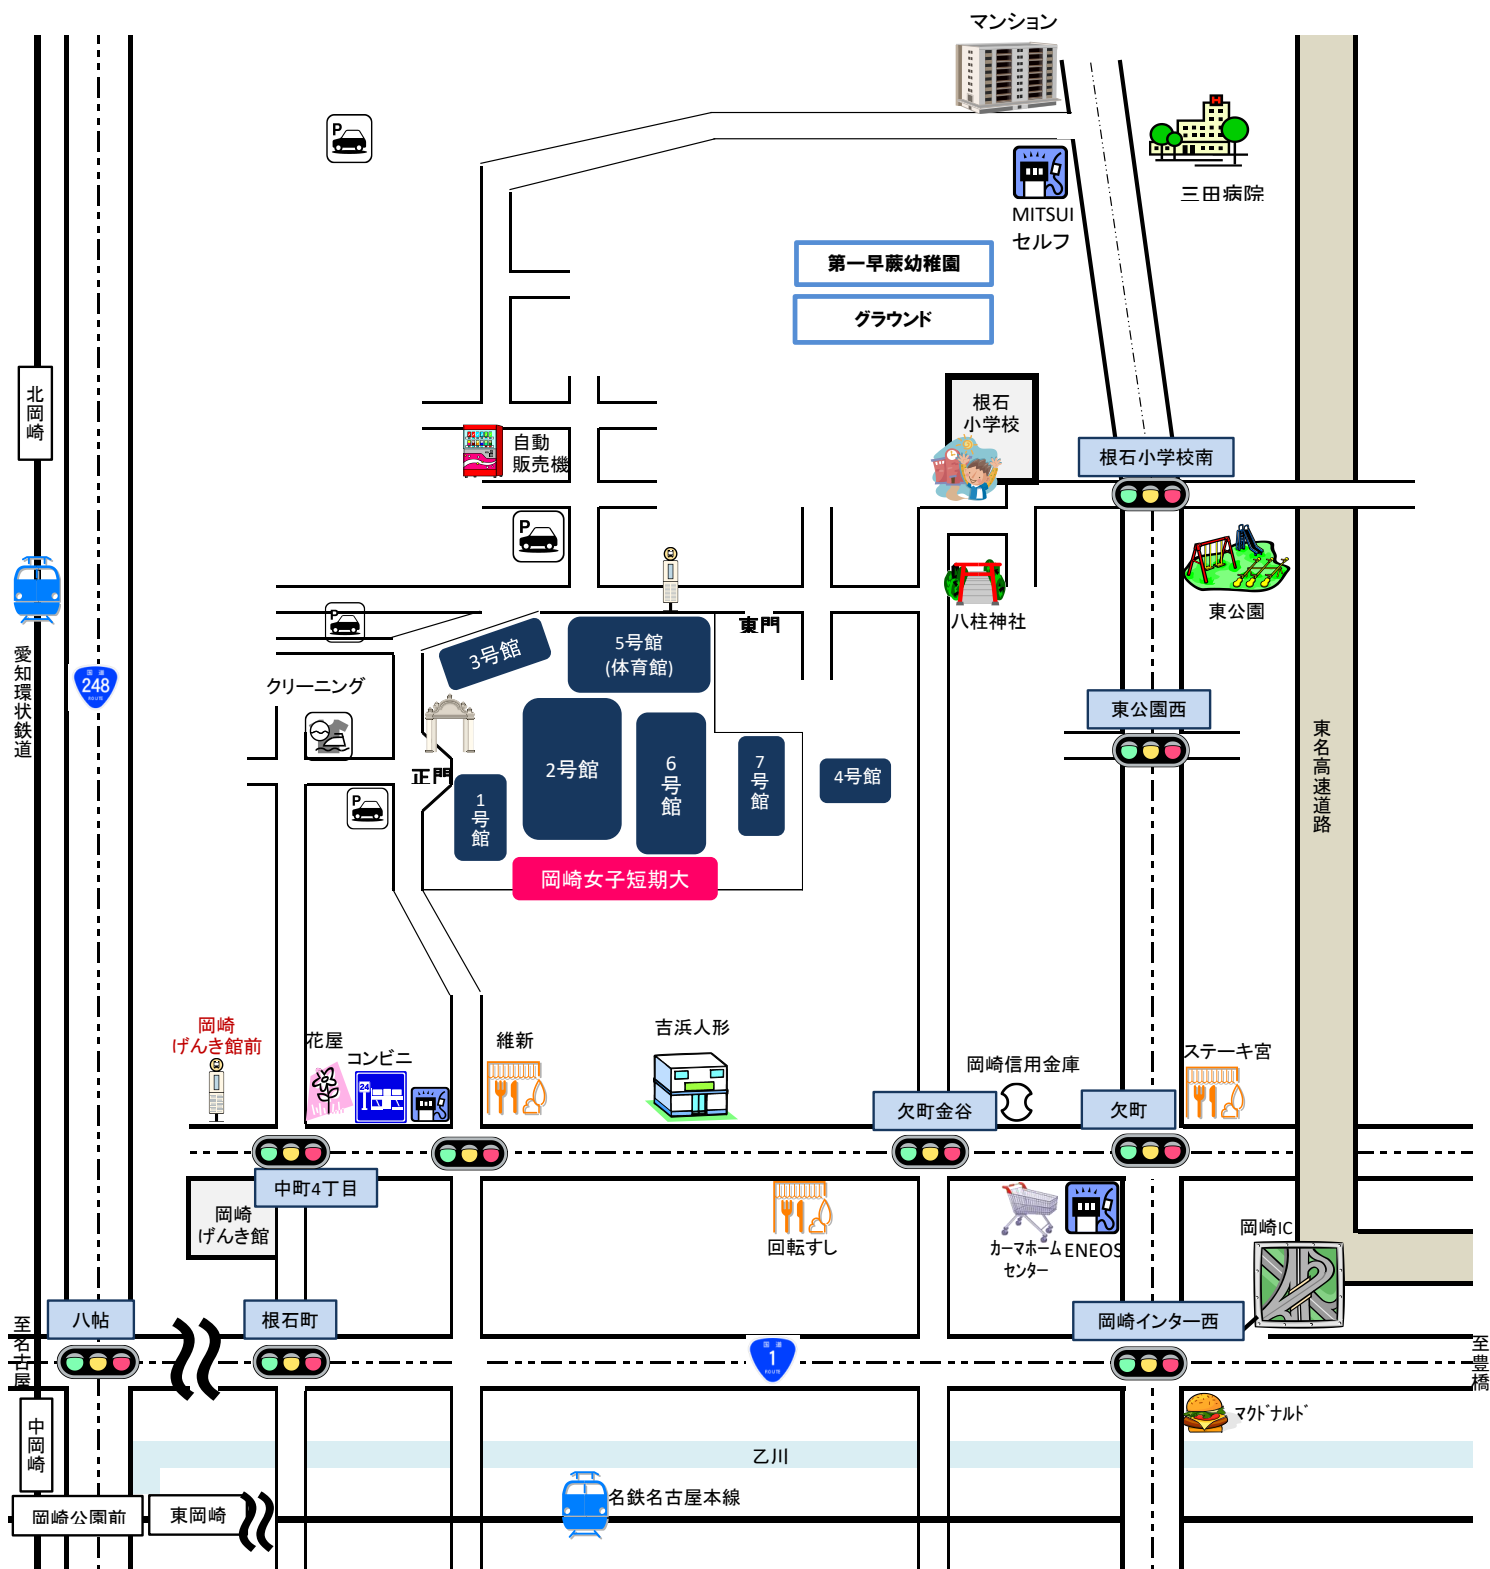 マンション
P
三田病院
MITSUI
セルフ
第一早蕨幼稚園
グラウンド
北岡崎
根石
小学校
自動
販売機
根石小学校南
P
東公園
八柱神社
P
東門
5号館
(体育館)
3号館
愛知環状鉄道
国道
248
ROUTE
クリーニング
東公園西
東名高速道路
正門
2号館
6号館
7号館
4号館
P
1号館
岡崎女子短期大
岡崎
げんき館前
花屋
コンビニ
24
維新
吉浜人形
岡崎信用金庫
ステーキ宮
欠町金谷
欠町
中町4丁目
岡崎
げんき館
回転すし
カーマホーム
センター
ENEOS
岡崎IC
至名古屋
八帖
根石町
国道
1
ROUTE
岡崎インター西
至豊橋
マクドナルド
中岡崎
乙川
岡崎公園前
東岡崎
名鉄名古屋本線